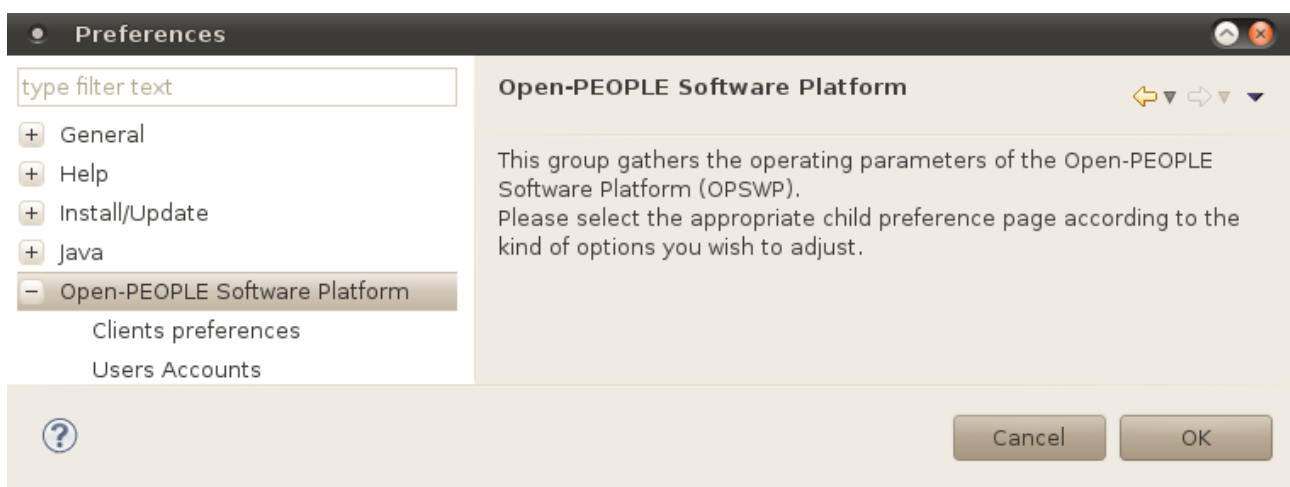 Preferences
type filter text
General
Help
Install/Update
Java
Open-PEOPLE Software Platform
Clients preferences
Users Accounts
Open-PEOPLE Software Platform
This group gathers the operating parameters of the Open-PEOPLE
Software Platform (OPSWP).
Please select the appropriate child preference page according to the
kind of options you wish to adjust.
Cancel
OK